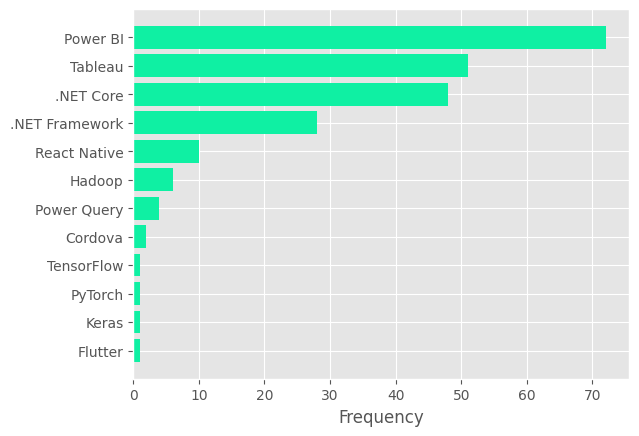 Power BI
Tableau
.NET Core
.NET Framework
React Native
Hadoop
Power Query
Cordova
TensorFlow
PyTorch
Keras
Flutter
0 10 20 30 40 50 60 70
Frequency